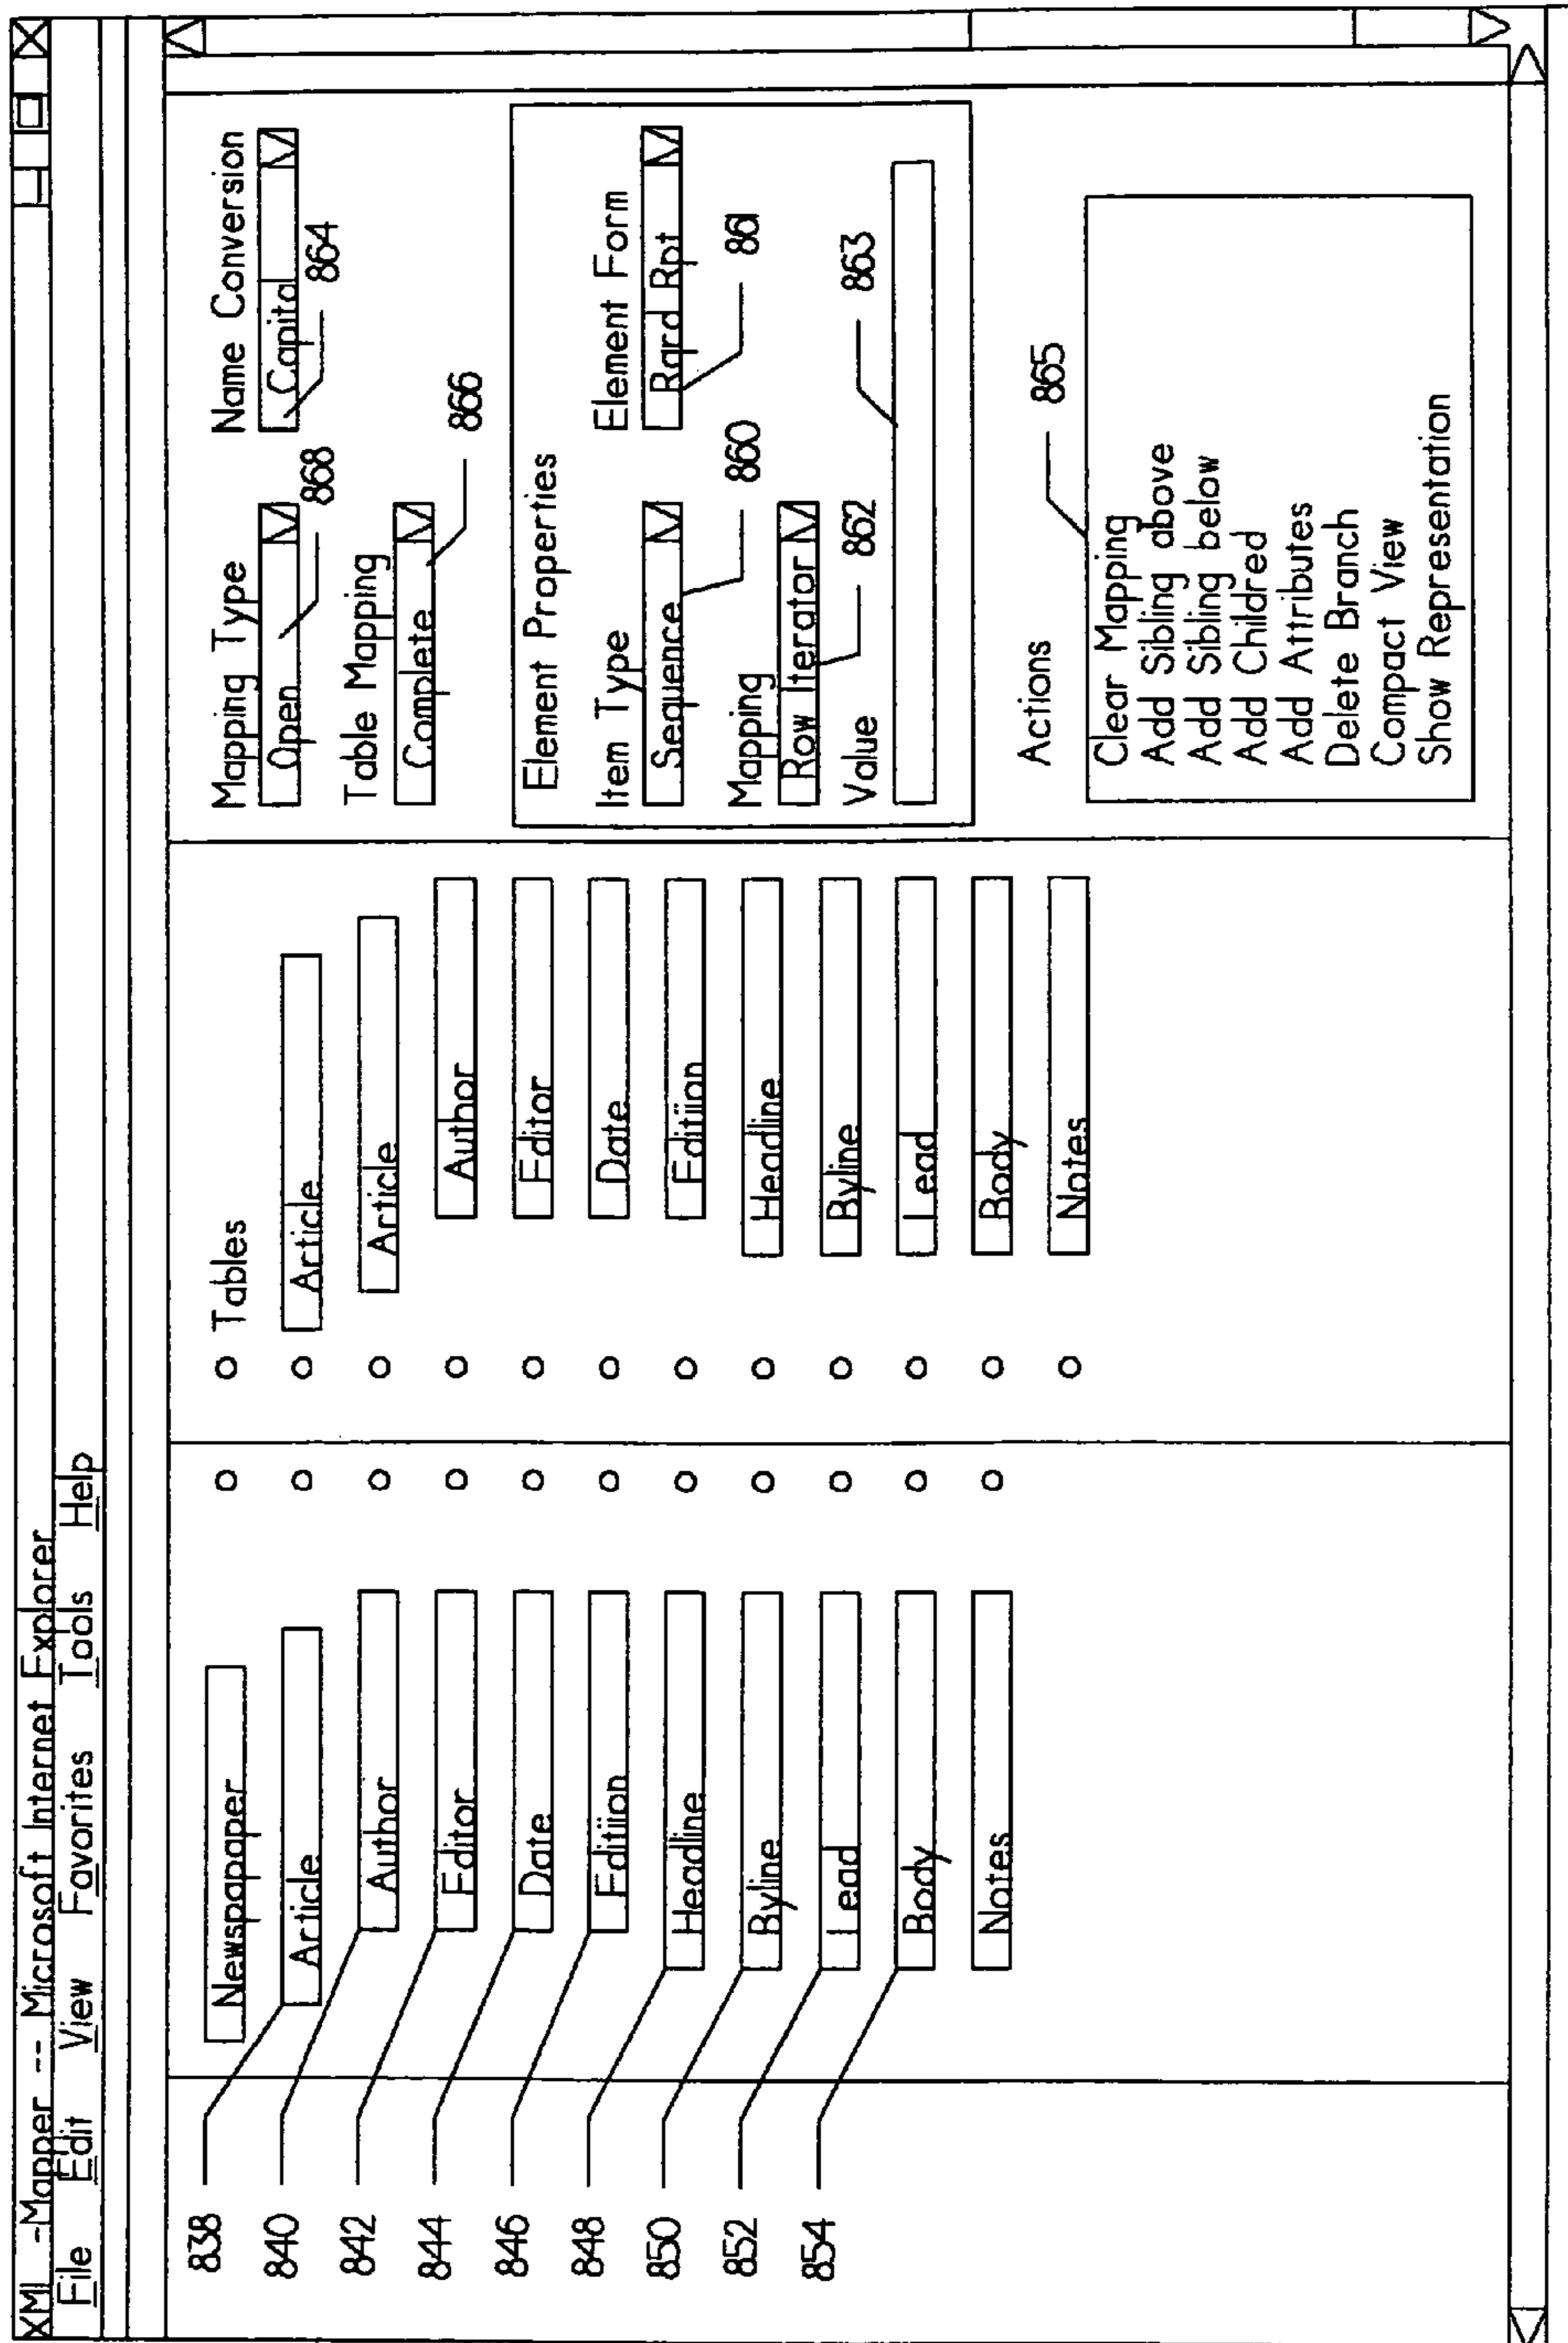 XML -Mapper -- Microsoft Internet Explorer
File Edit View Favorites Tools Help
838
840
842
844
846
848
850
852
854
Newspapaper
Article
Author
Editor
Date
Editiion
Headline
Byline
Lead
Body
Notes
Tables
Article
Article
Author
Editor
Date
Editiion
Headline
Byline
Lead
Body
Notes
Mapping Type
Open
868
Name Conversion
Capita
864
Table Mapping
Complete
866
Element Properties
Item Type
Sequence
860
Element Form
Rard Rpt
861
Mapping
Row Iterator
862
Value
863
Actions
865
Clear Mapping
Add Sibling above
Add Sibling below
Add Childred
Add Attributes
Delete Branch
Compact View
Show Representation